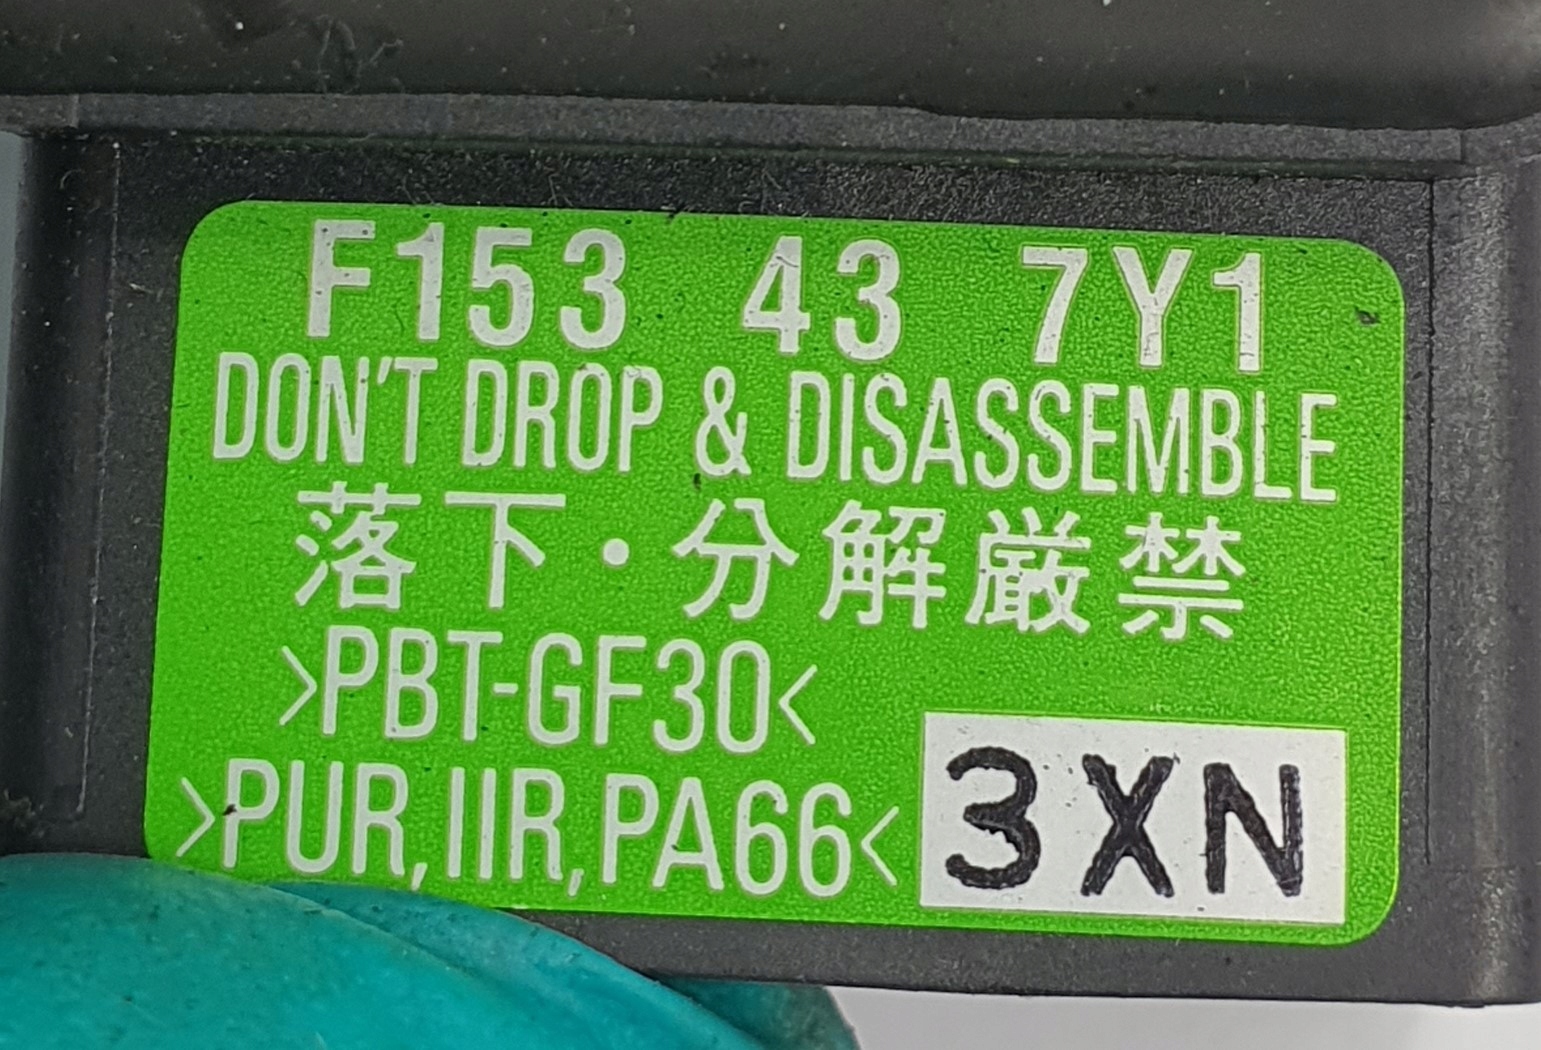 F153 43 7Y1
DON'T DROP & DISASSEMBLE
落下・分解厳禁
>PBT-GF30<
>PUR,IIR,PA66<
3XN